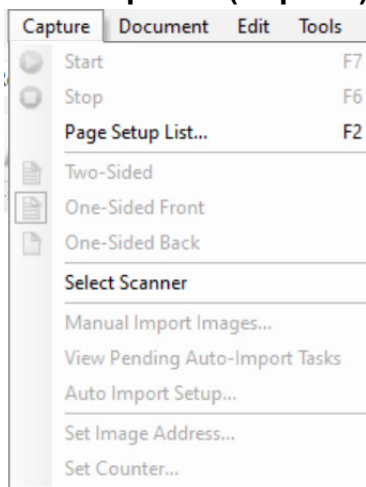 Capture Document Edit Tools
Start F7
Stop F6
Page Setup List... F2
Two-Sided
One-Sided Front
One-Sided Back
Select Scanner
Manual Import Images...
View Pending Auto-Import Tasks
Auto Import Setup...
Set Image Address...
Set Counter...